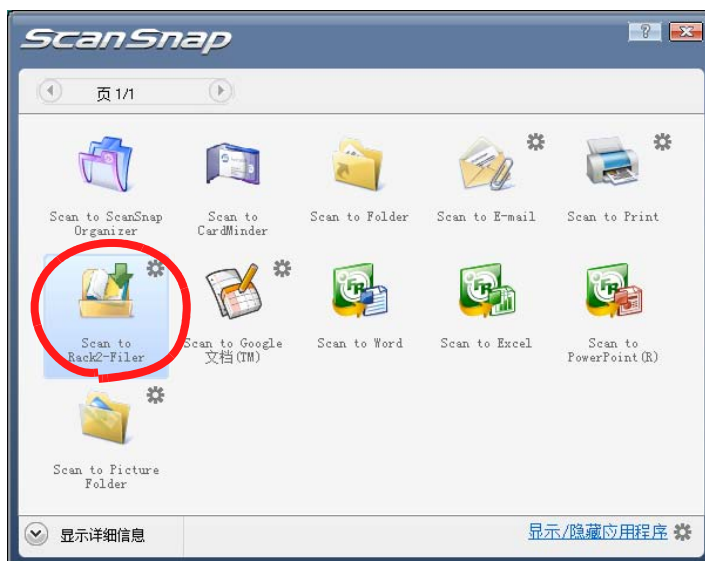 ScanSnap
页 1/1
Scan to ScanSnap
Organizer
Scan to
CardMinder
Scan to Folder
Scan to E-mail
Scan to Print
Scan to
Rack2-Filer
Scan to Google
文档(TM)
Scan to Word
Scan to Excel
Scan to
PowerPoint(R)
Scan to Picture
Folder
显示详细信息
显示/隐藏应用程序